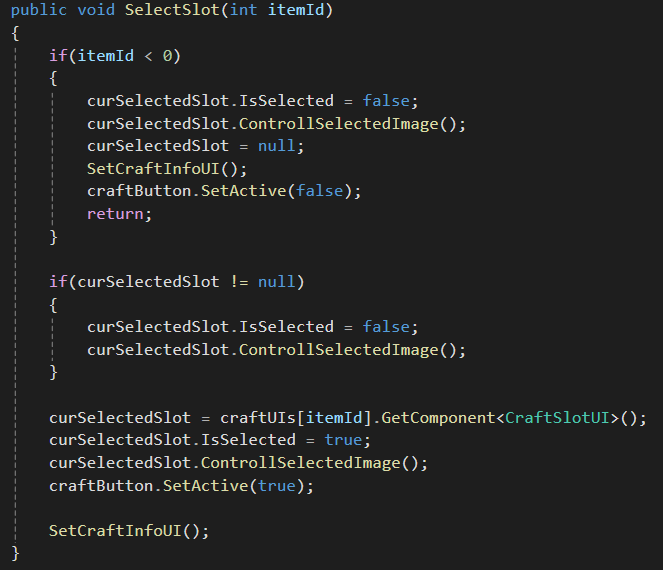 public void SelectSlot(int itemId)
{
if(itemId < 0)
{
curSelectedSlot.IsSelected = false;
curSelectedSlot.ControllSelectedImage();
curSelectedSlot = null;
SetCraftInfoUI();
craftButton.SetActive(false);
return;
}
if(curSelectedSlot != null)
{
curSelectedSlot.IsSelected = false;
curSelectedSlot.ControllSelectedImage();
}
curSelectedSlot = craftUIs[itemId].GetComponent<CraftSlotUI>();
curSelectedSlot.IsSelected = true;
curSelectedSlot.ControllSelectedImage();
craftButton.SetActive(true);
SetCraftInfoUI();
}